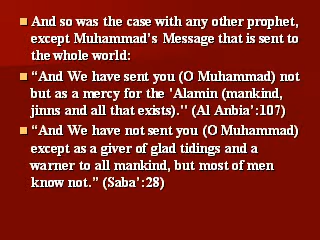 And so was the case with any other prophet,
except Muhammad's Message that is sent to
the whole world:
“And We have sent you (O Muhammad) not
but as a mercy for the 'Alamin (mankind,
jinns and all that exists).'' (Al Anbia’:107)
“And We have not sent you (O Muhammad)
except as a giver of glad tidings and a
warner to all mankind, but most of men
know not.” (Saba’:28)